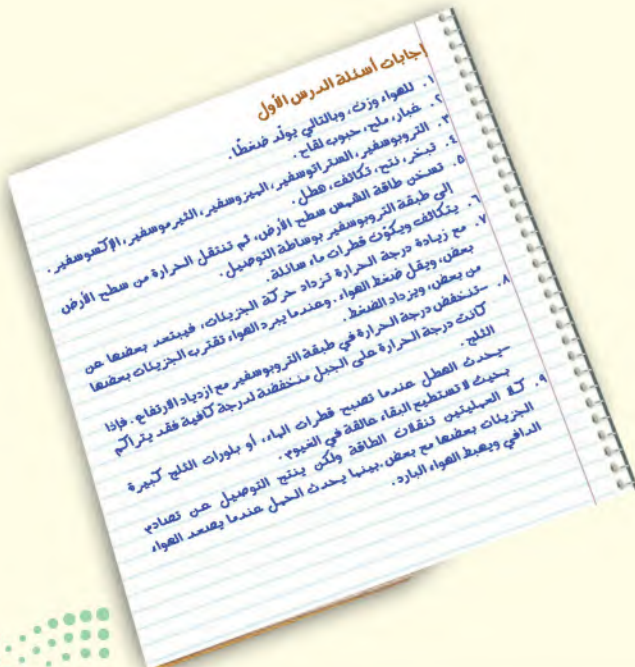 إجابات أسئلة الدرس الأول
١. للهواء وزن، وبالتالي يولّد ضغطًا.
٢. غبار، ملح، حبوب لقاح.
٣. التروبوسفير، الستراتوسفير، الميزوسفير، الثيرموسفير، الإكسوسفير.
٤. تبخر، نتح، تكاثف، هطل.
٥. تسخن طاقة الشمس سطح الأرض، ثم تنتقل الحرارة من سطح الأرض
إلى طبقة التروبوسفير بوساطة التوصيل.
٦. يتكاثف ويكوّن قطرات ماء سائلة.
٧. مع زيادة درجة الحرارة تزداد حركة الجزيئات، فيبتعد بعضها عن
بعض، ويقل ضغط الهواء. وعندما يبرد الهواء تقترب الجزيئات بعضها
من بعض، ويزداد الضغط.
٨. –تنخفض درجة الحرارة في طبقة التروبوسفير مع ازدياد الارتفاع. فإذا
كانت درجة الحرارة على الجبل منخفضة لدرجة كافية فقد يتراكم
الثلج.
–يحدث الهطل عندما تصبح قطرات الماء، أو بلورات الثلج كبيرة
بحيث لا تستطيع البقاء عالقة في الغيوم.
٩. كلا العمليتين تنقلان الطاقة ولكن ينتج التوصيل عن تصادم
الجزيئات بعضها مع بعض. بينما يحدث الحمل عندما يصعد الهواء
الدافئ ويهبط الهواء البارد.